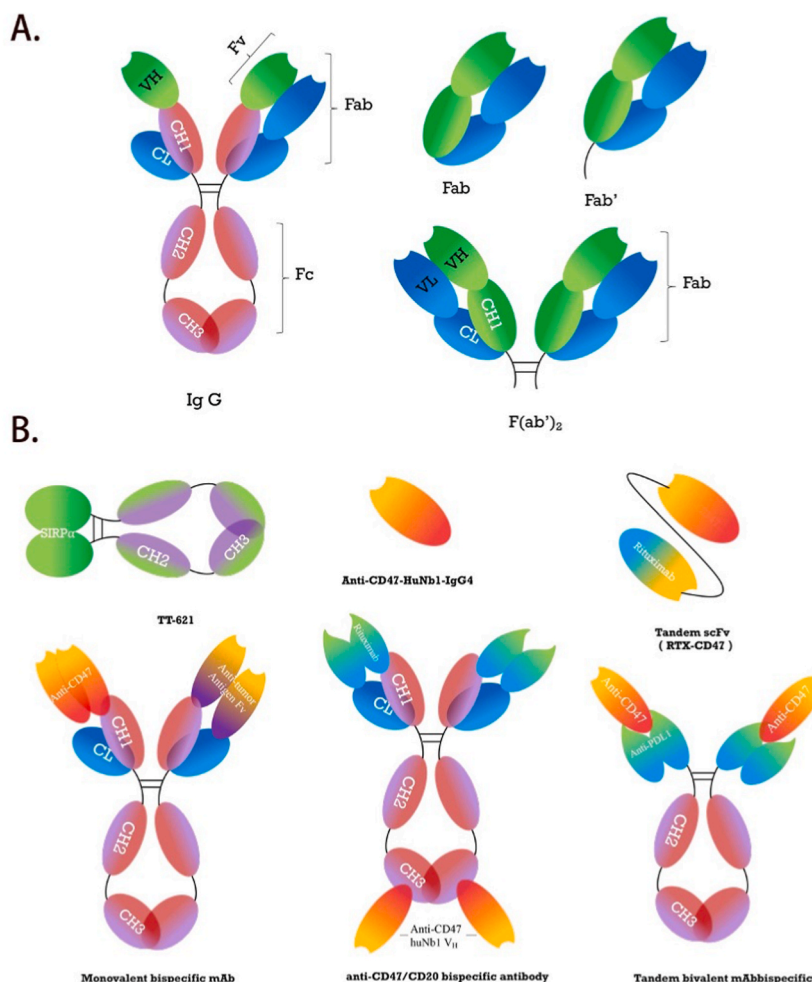 A.
Fv
VH
Fab
CH1
CL
CH2
Fc
CH3
Ig G
Fab
Fab'
VL
VH
Fab
CH1
CL
F(ab')₂
B.
SIRPα
CH2
CH3
TT-621
Anti-CD47-HuNb1-IgG4
Rituximab
Tandem scFv
( RTX-CD47 )
Anti-CD47
Anti-tumor
Antigen Fv
CH1
CL
CH2
CH3
Monovalent bispecific mAb
Rituximab
CH1
CL
CH2
CH3
Anti-CD47
huNb1 VH
anti-CD47/CD20 bispecific antibody
Anti-CD47
Anti-CD47
Anti-PDL1
CH2
CH3
Tandem bivalent mAbbispecific